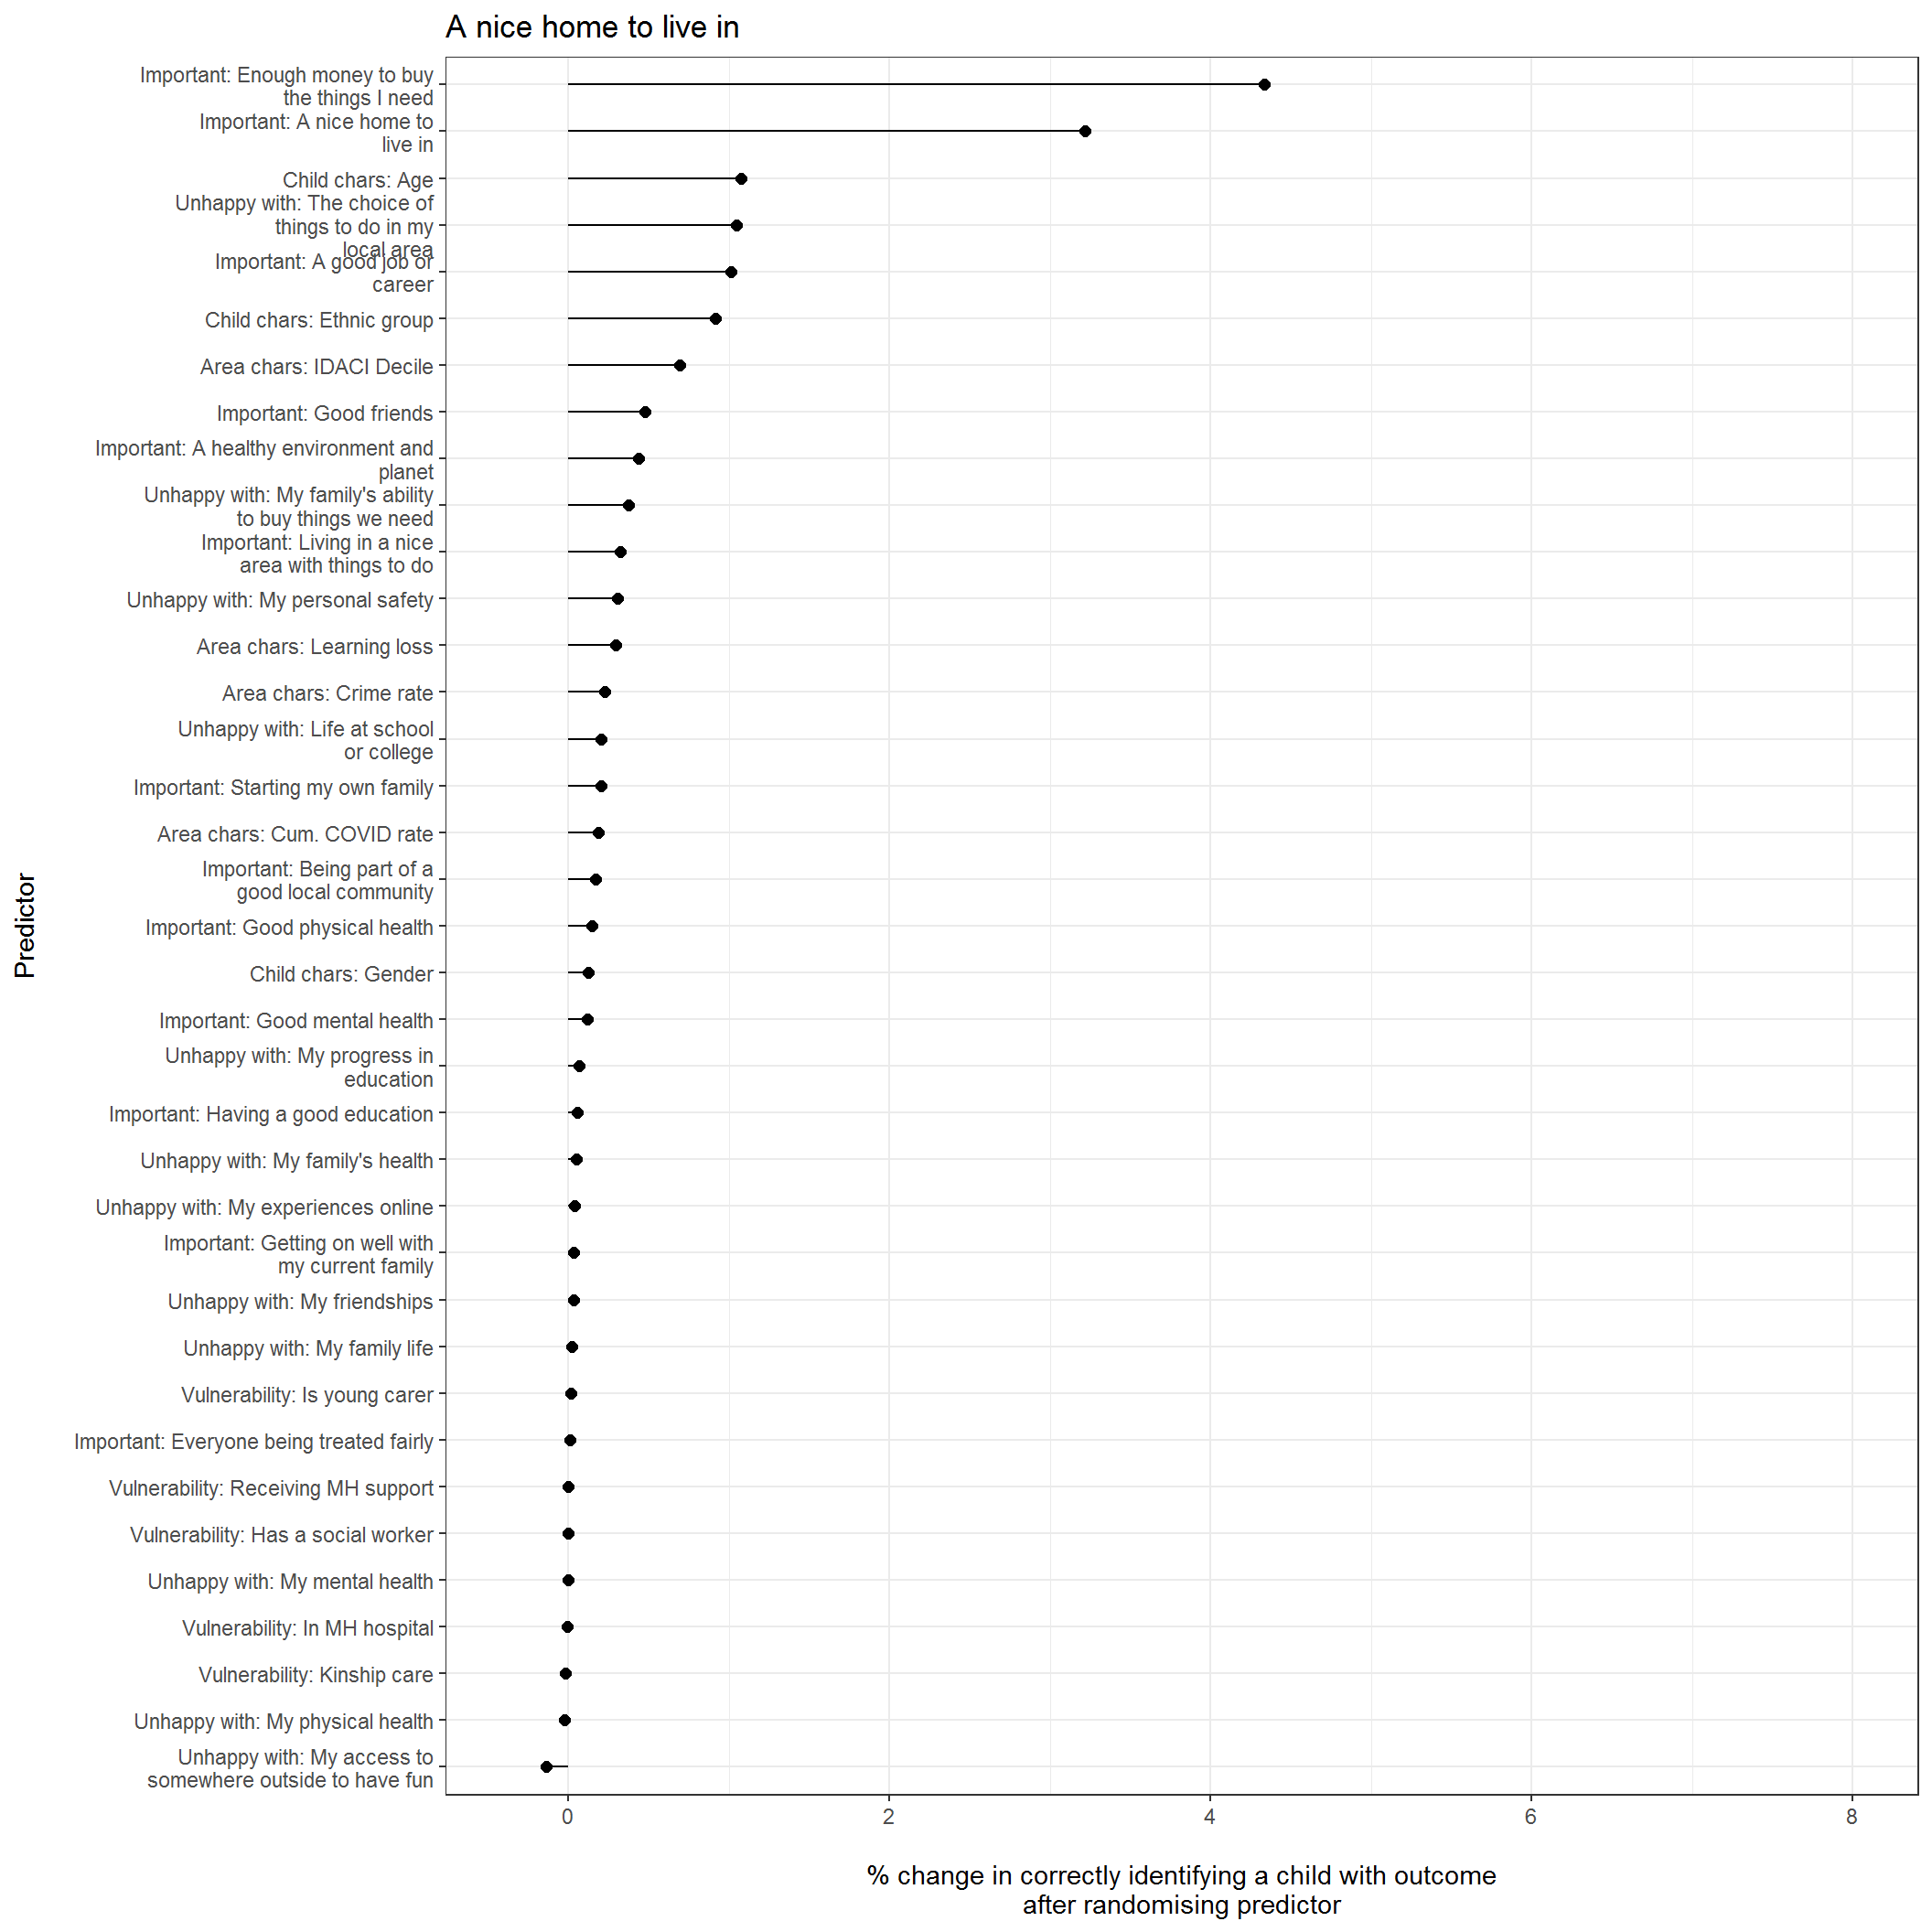 A nice home to live in
Important: Enough money to buy
the things I need
Important: A nice home to
live in
Child chars: Age
Unhappy with: The choice of
things to do in my
local area
Important: A good job or
career
Child chars: Ethnic group
Area chars: IDACI Decile
Important: Good friends
Important: A healthy environment and
planet
Unhappy with: My family's ability
to buy things we need
Important: Living in a nice
area with things to do
Unhappy with: My personal safety
Area chars: Learning loss
Area chars: Crime rate
Unhappy with: Life at school
or college
Important: Starting my own family
Area chars: Cum. COVID rate
Important: Being part of a
good local community
Important: Good physical health
Child chars: Gender
Important: Good mental health
Unhappy with: My progress in
education
Important: Having a good education
Unhappy with: My family's health
Unhappy with: My experiences online
Important: Getting on well with
my current family
Unhappy with: My friendships
Unhappy with: My family life
Vulnerability: Is young carer
Important: Everyone being treated fairly
Vulnerability: Receiving MH support
Vulnerability: Has a social worker
Unhappy with: My mental health
Vulnerability: In MH hospital
Vulnerability: Kinship care
Unhappy with: My physical health
Unhappy with: My access to
somewhere outside to have fun
Predictor
0 2 4 6 8
% change in correctly identifying a child with outcome
after randomising predictor